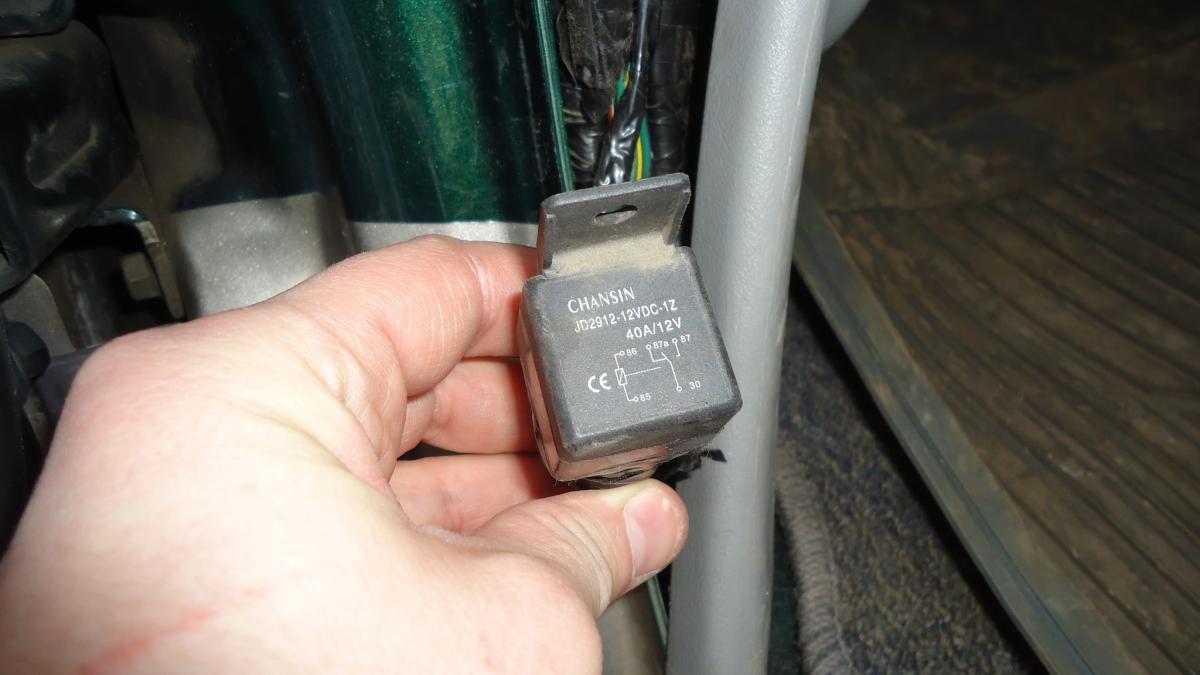 CHANSIN
JD2912-12VDC-1Z
40A/12V
86 87a 87
CE
30
85